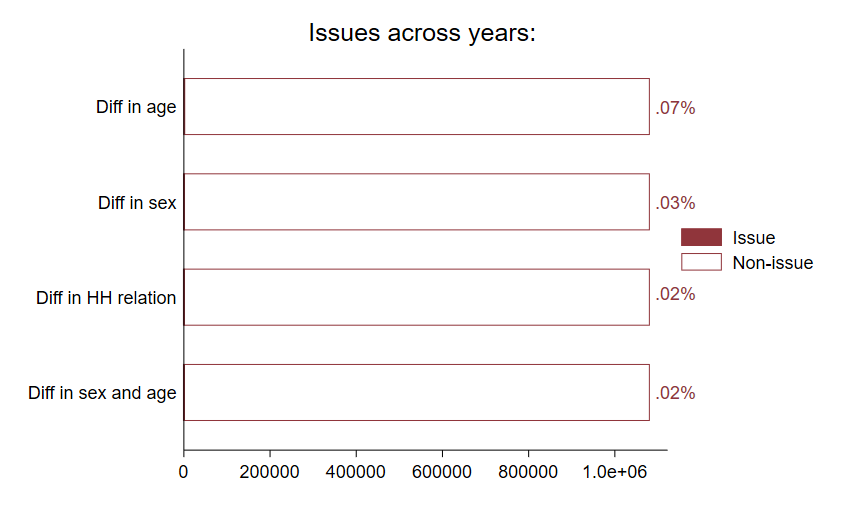 Issues across years:
Diff in age
.07%
Diff in sex
.03%
Issue
Non-issue
Diff in HH relation
.02%
Diff in sex and age
.02%
0 200000 400000 600000 800000 1.0e+06